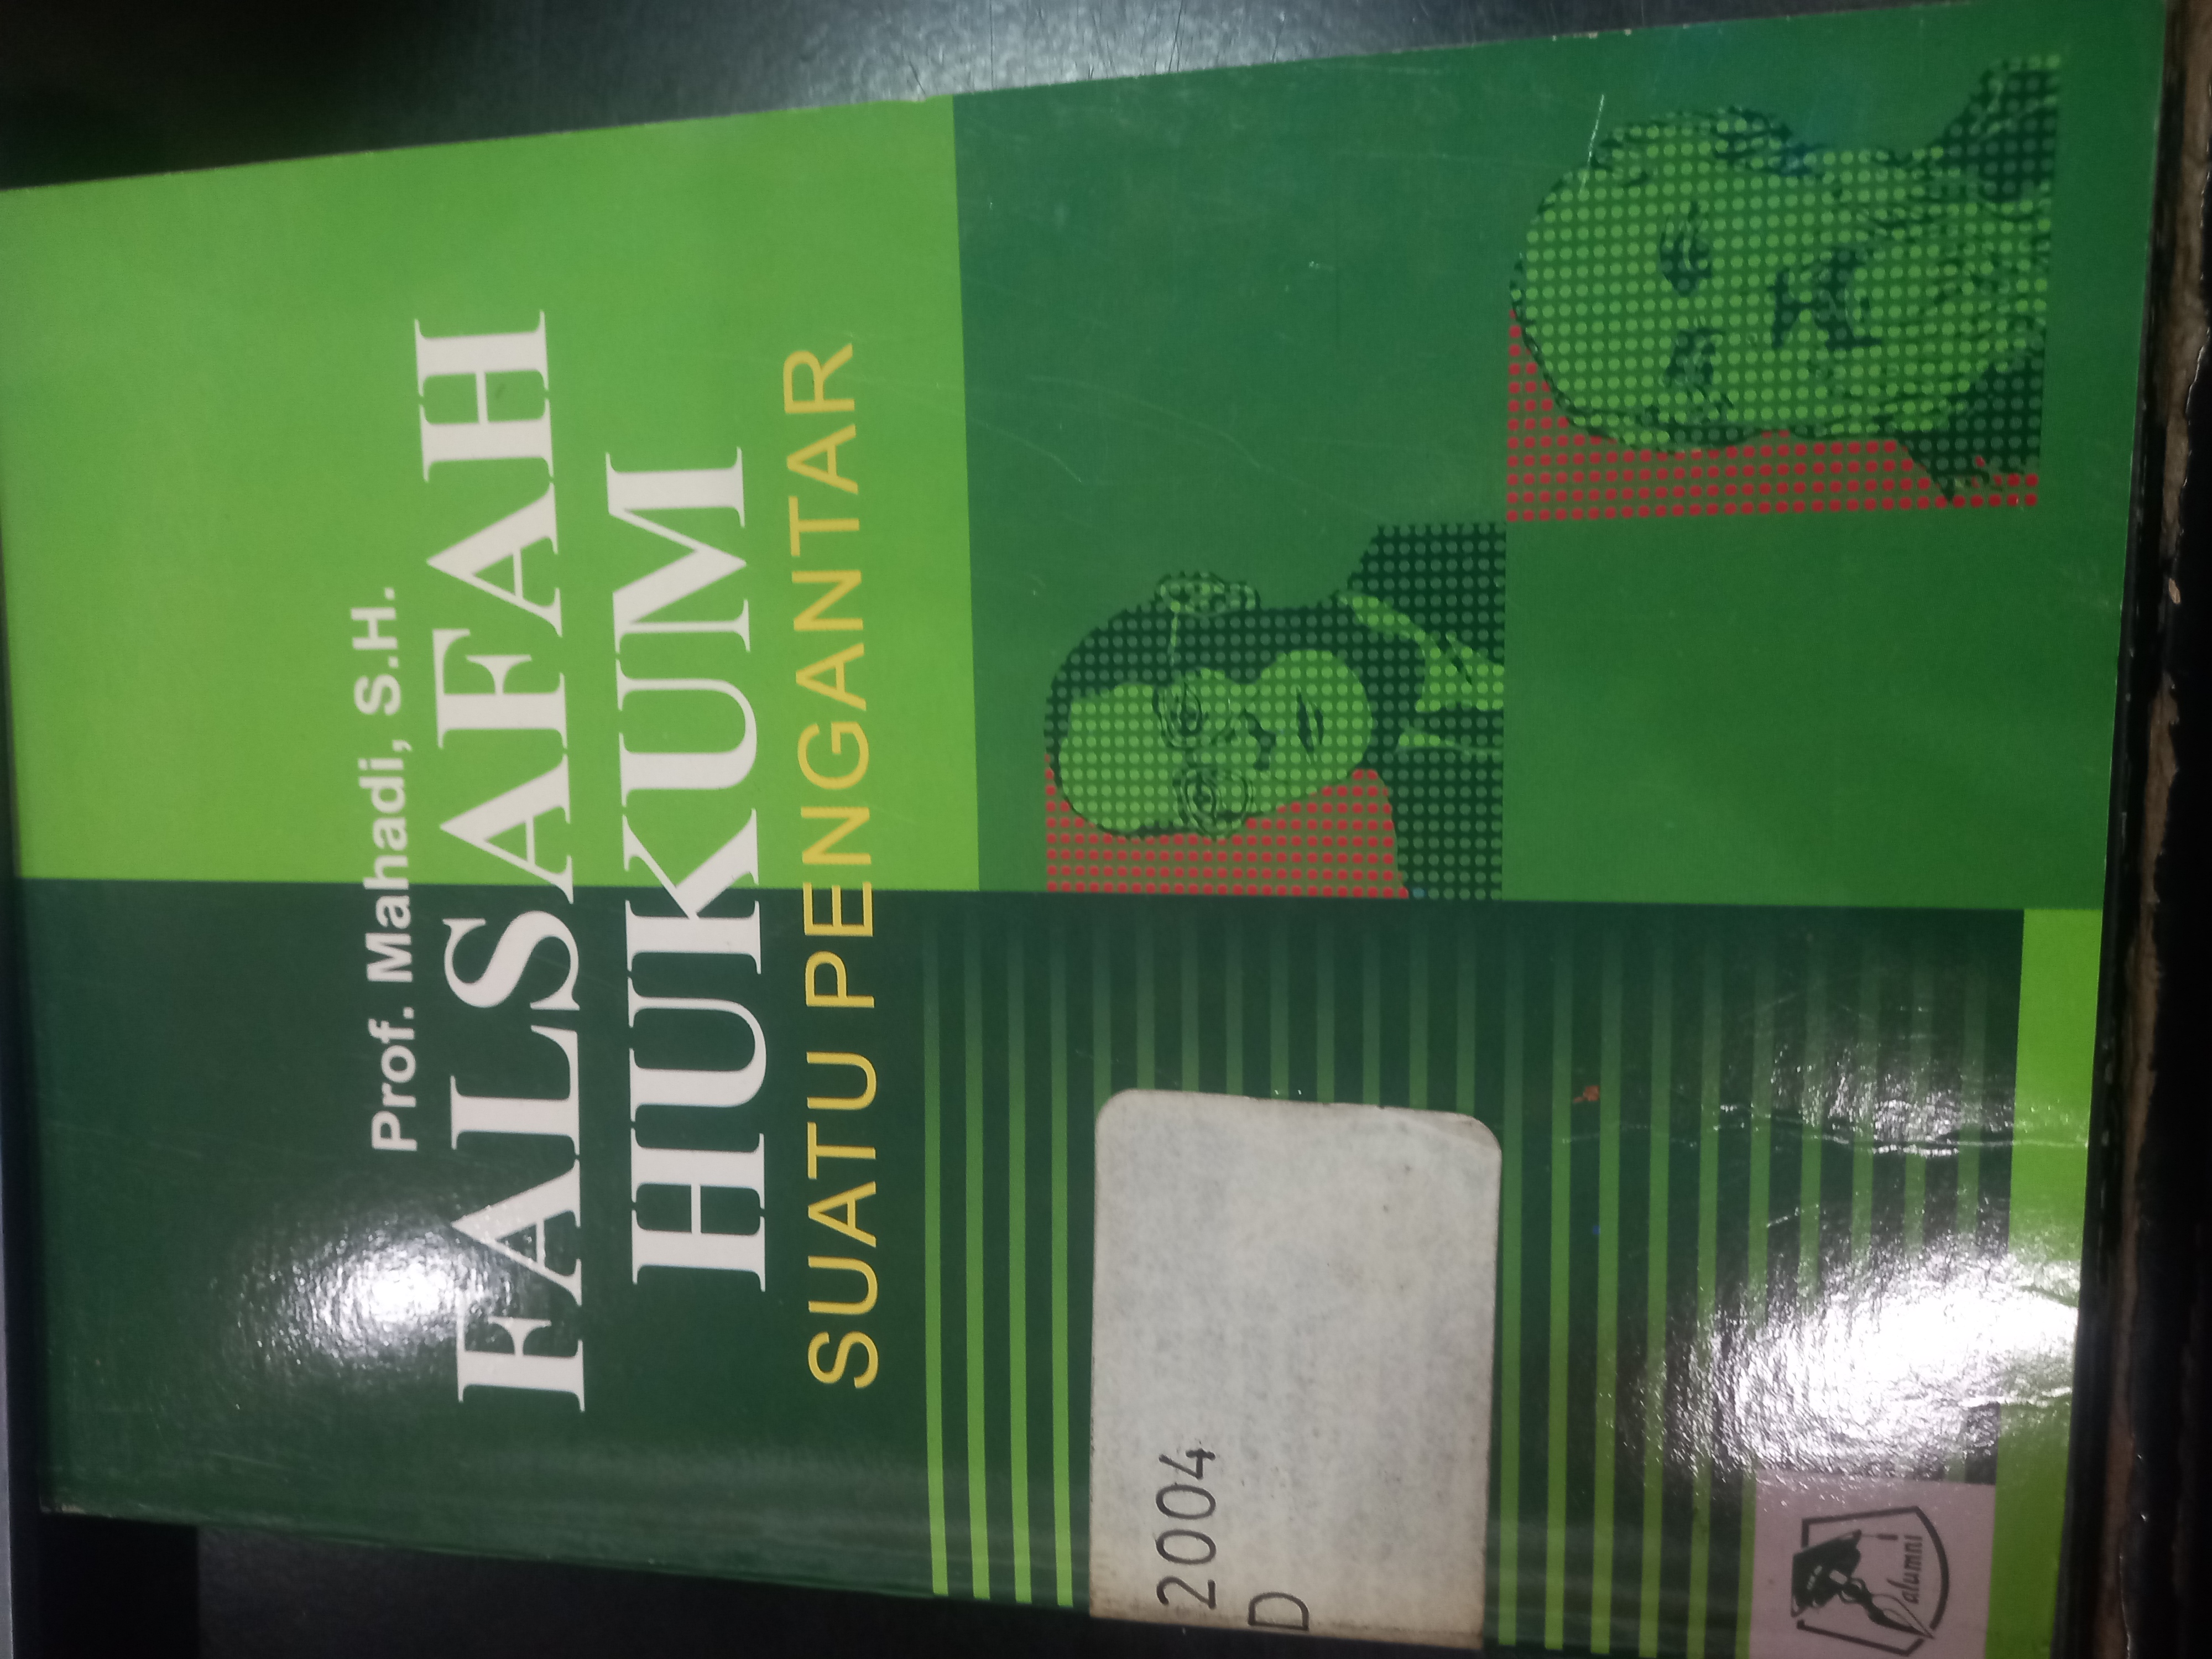 Prof. Mahadi, S.H.
FALSAFAH
HUKUM
SUATU PENGANTAR
2004
D
alumni